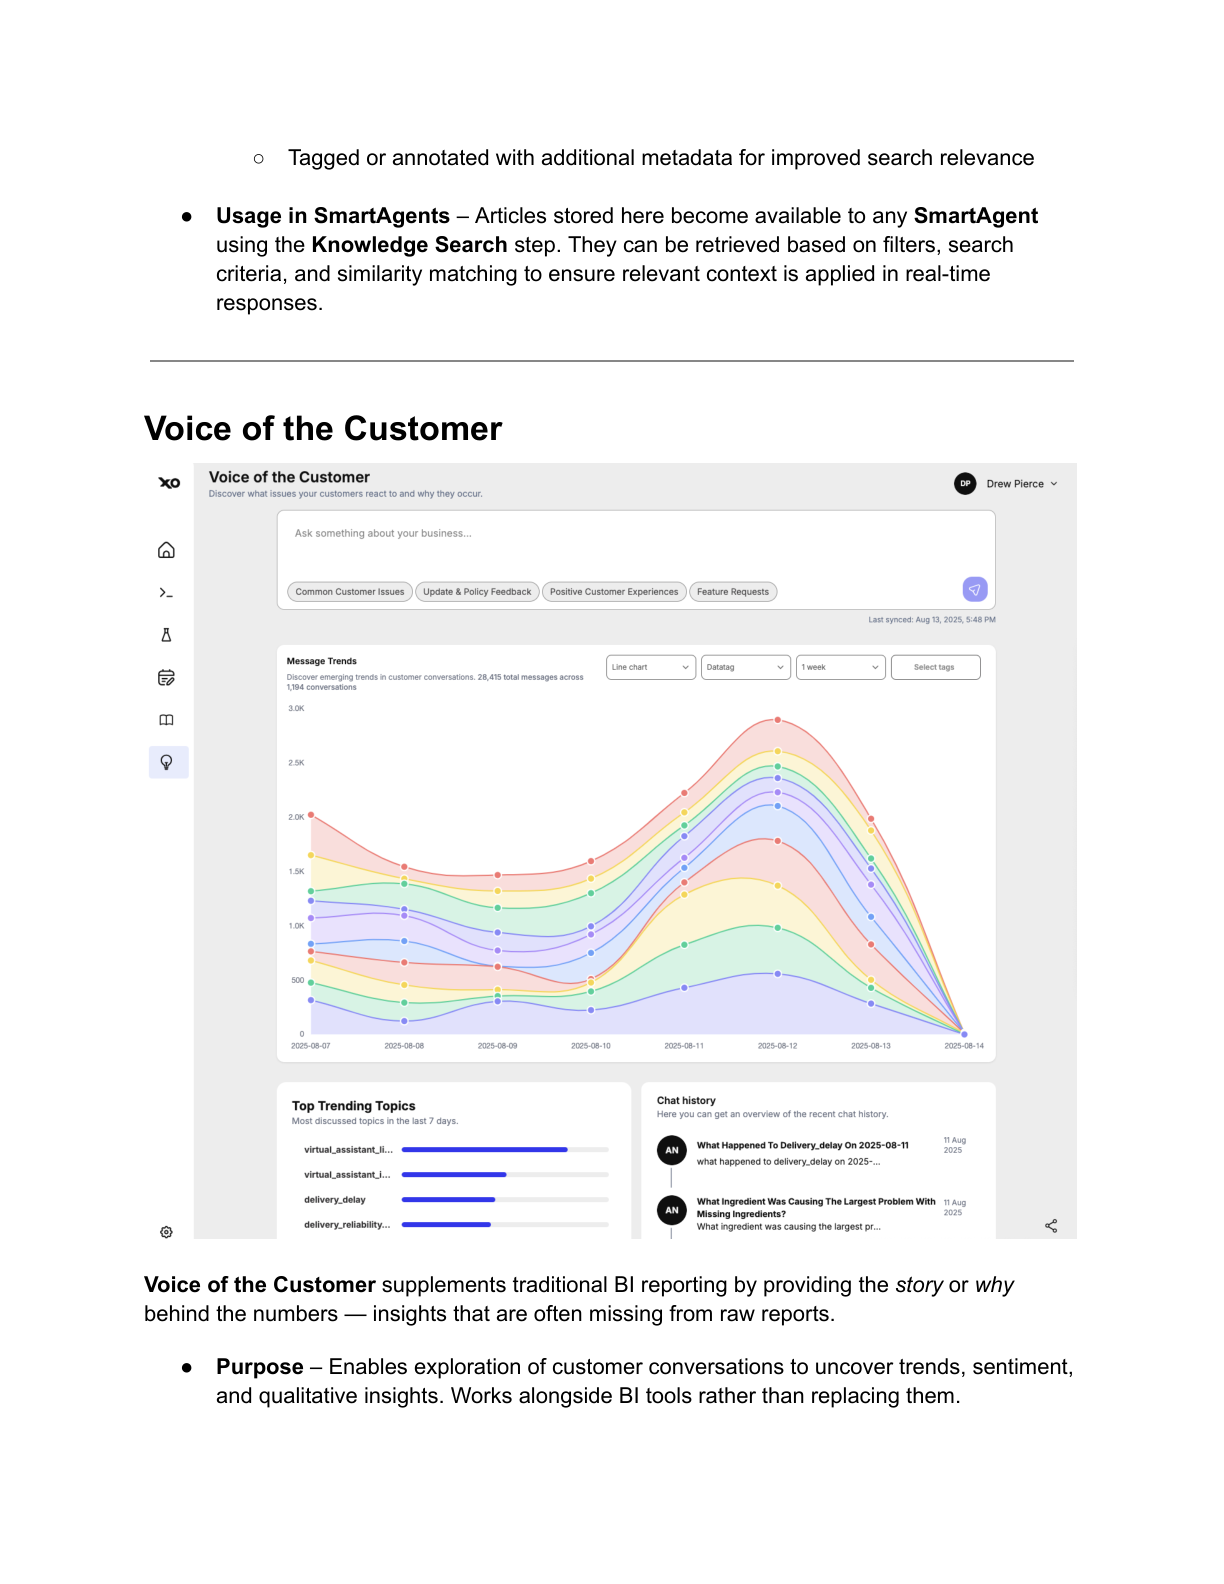 ○ Tagged or annotated with additional metadata for improved search relevance
● Usage in SmartAgents – Articles stored here become available to any SmartAgent
using the Knowledge Search step. They can be retrieved based on filters, search
criteria, and similarity matching to ensure relevant context is applied in real-time
responses.
Voice of the Customer
xo
Voice of the Customer
Discover what issues your customers react to and why they occur.
DP Drew Pierce
Ask something about your business...
Common Customer Issues Update & Policy Feedback Positive Customer Experiences Feature Requests
Last synced: Aug 13, 2025, 5:48 PM
Message Trends
Line chart Datatag 1 week Select tags
Discover emerging trends in customer conversations. 28,415 total messages across
1,194 conversations
3.0K
2.5K
2.0K
1.5K
1.0K
500
0
2025-08-07 2025-08-08 2025-08-09 2025-08-10 2025-08-11 2025-08-12 2025-08-13 2025-08-14
Top Trending Topics
Most discussed topics in the last 7 days.
virtual_assistant_li...
virtual_assistant_i...
delivery_delay
delivery_reliability...
Chat history
Here you can get an overview of the recent chat history.
AN
What Happened To Delivery_delay On 2025-08-11
what happened to delivery_delay on 2025-...
11 Aug
2025
AN
What Ingredient Was Causing The Largest Problem With
Missing Ingredients?
What ingredient was causing the largest pr...
11 Aug
2025
Voice of the Customer supplements traditional BI reporting by providing the story or why
behind the numbers — insights that are often missing from raw reports.
● Purpose – Enables exploration of customer conversations to uncover trends, sentiment,
and qualitative insights. Works alongside BI tools rather than replacing them.